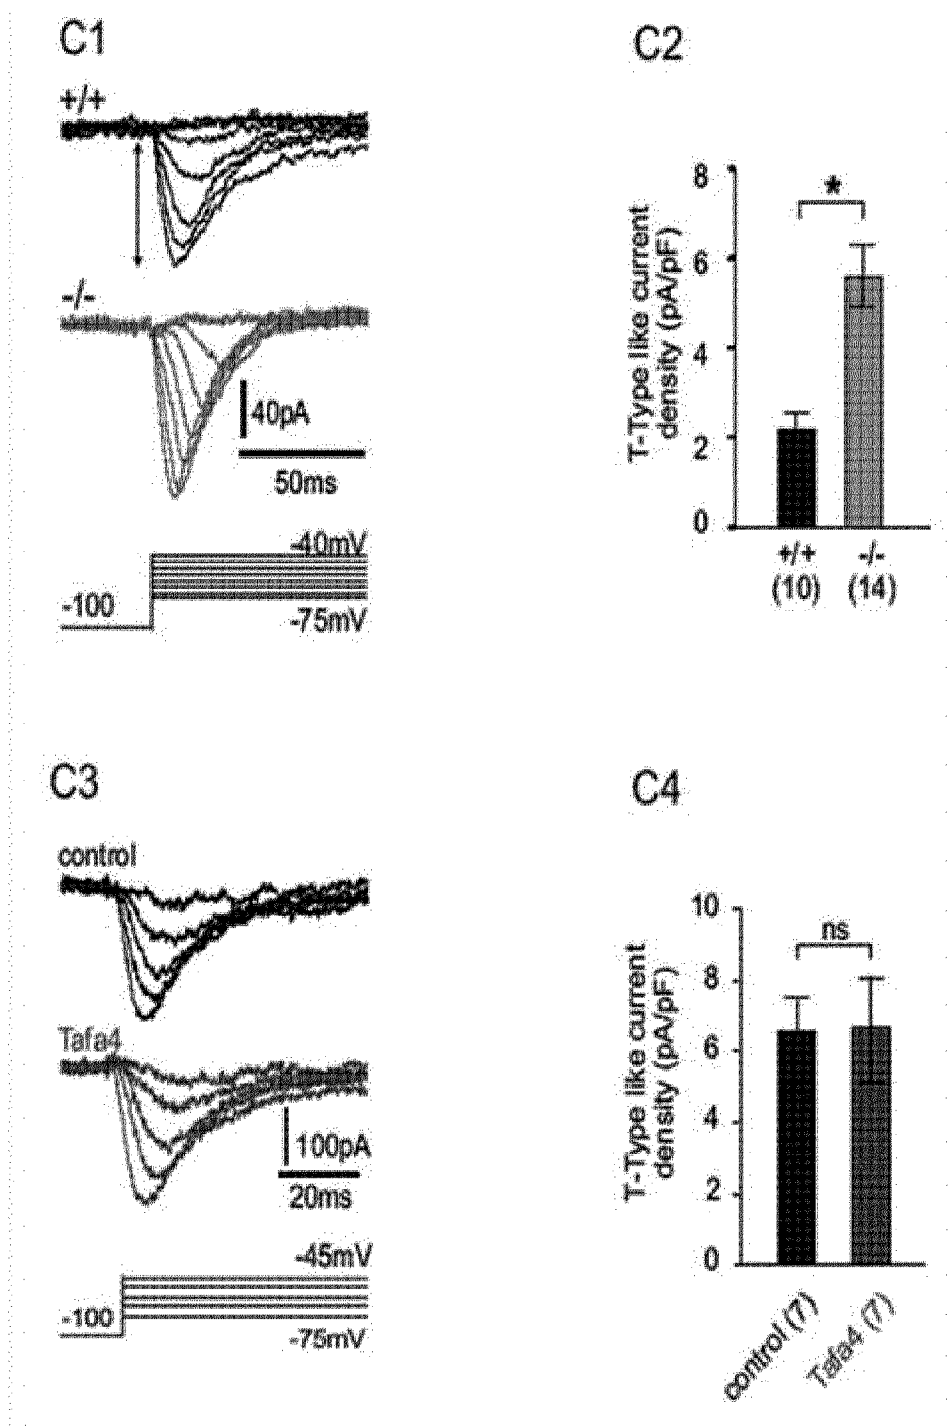 C1
+/+
-/-
40pA
50ms
-40mV
-100
-75mV
C2
T-Type like current
density (pA/pF)
8
6
4
2
0
*
+/+
(10)
-/-
(14)
C3
control
Tafa4
100pA
20ms
-45mV
-100
-75mV
C4
T-Type like current
density (pA/pF)
10
8
6
4
2
0
ns
control (7)
Tafa4 (7)